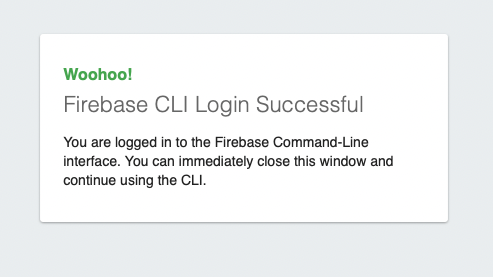 Woohoo!
Firebase CLI Login Successful
You are logged in to the Firebase Command-Line
interface. You can immediately close this window and
continue using the CLI.